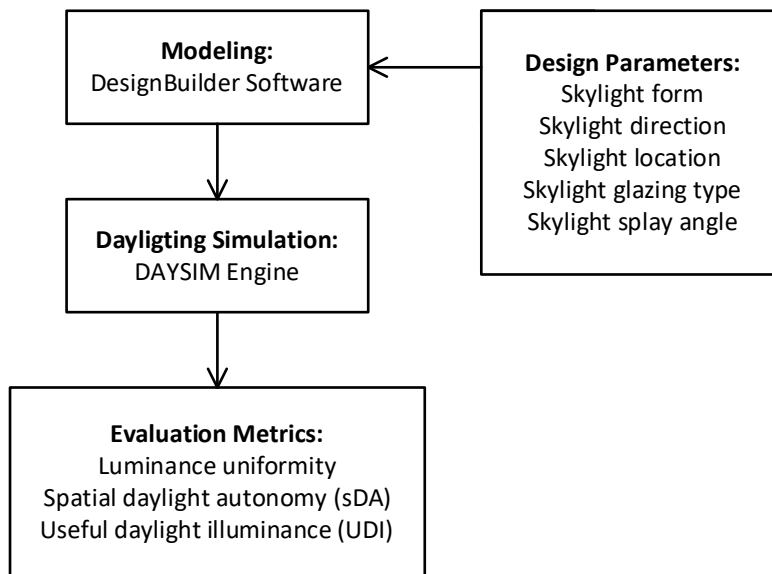 Modeling:
DesignBuilder Software
Design Parameters:
Skylight form
Skylight direction
Skylight location
Skylight glazing type
Skylight splay angle
Dayligting Simulation:
DAYSIM Engine
Evaluation Metrics:
Luminance uniformity
Spatial daylight autonomy (sDA)
Useful daylight illuminance (UDI)